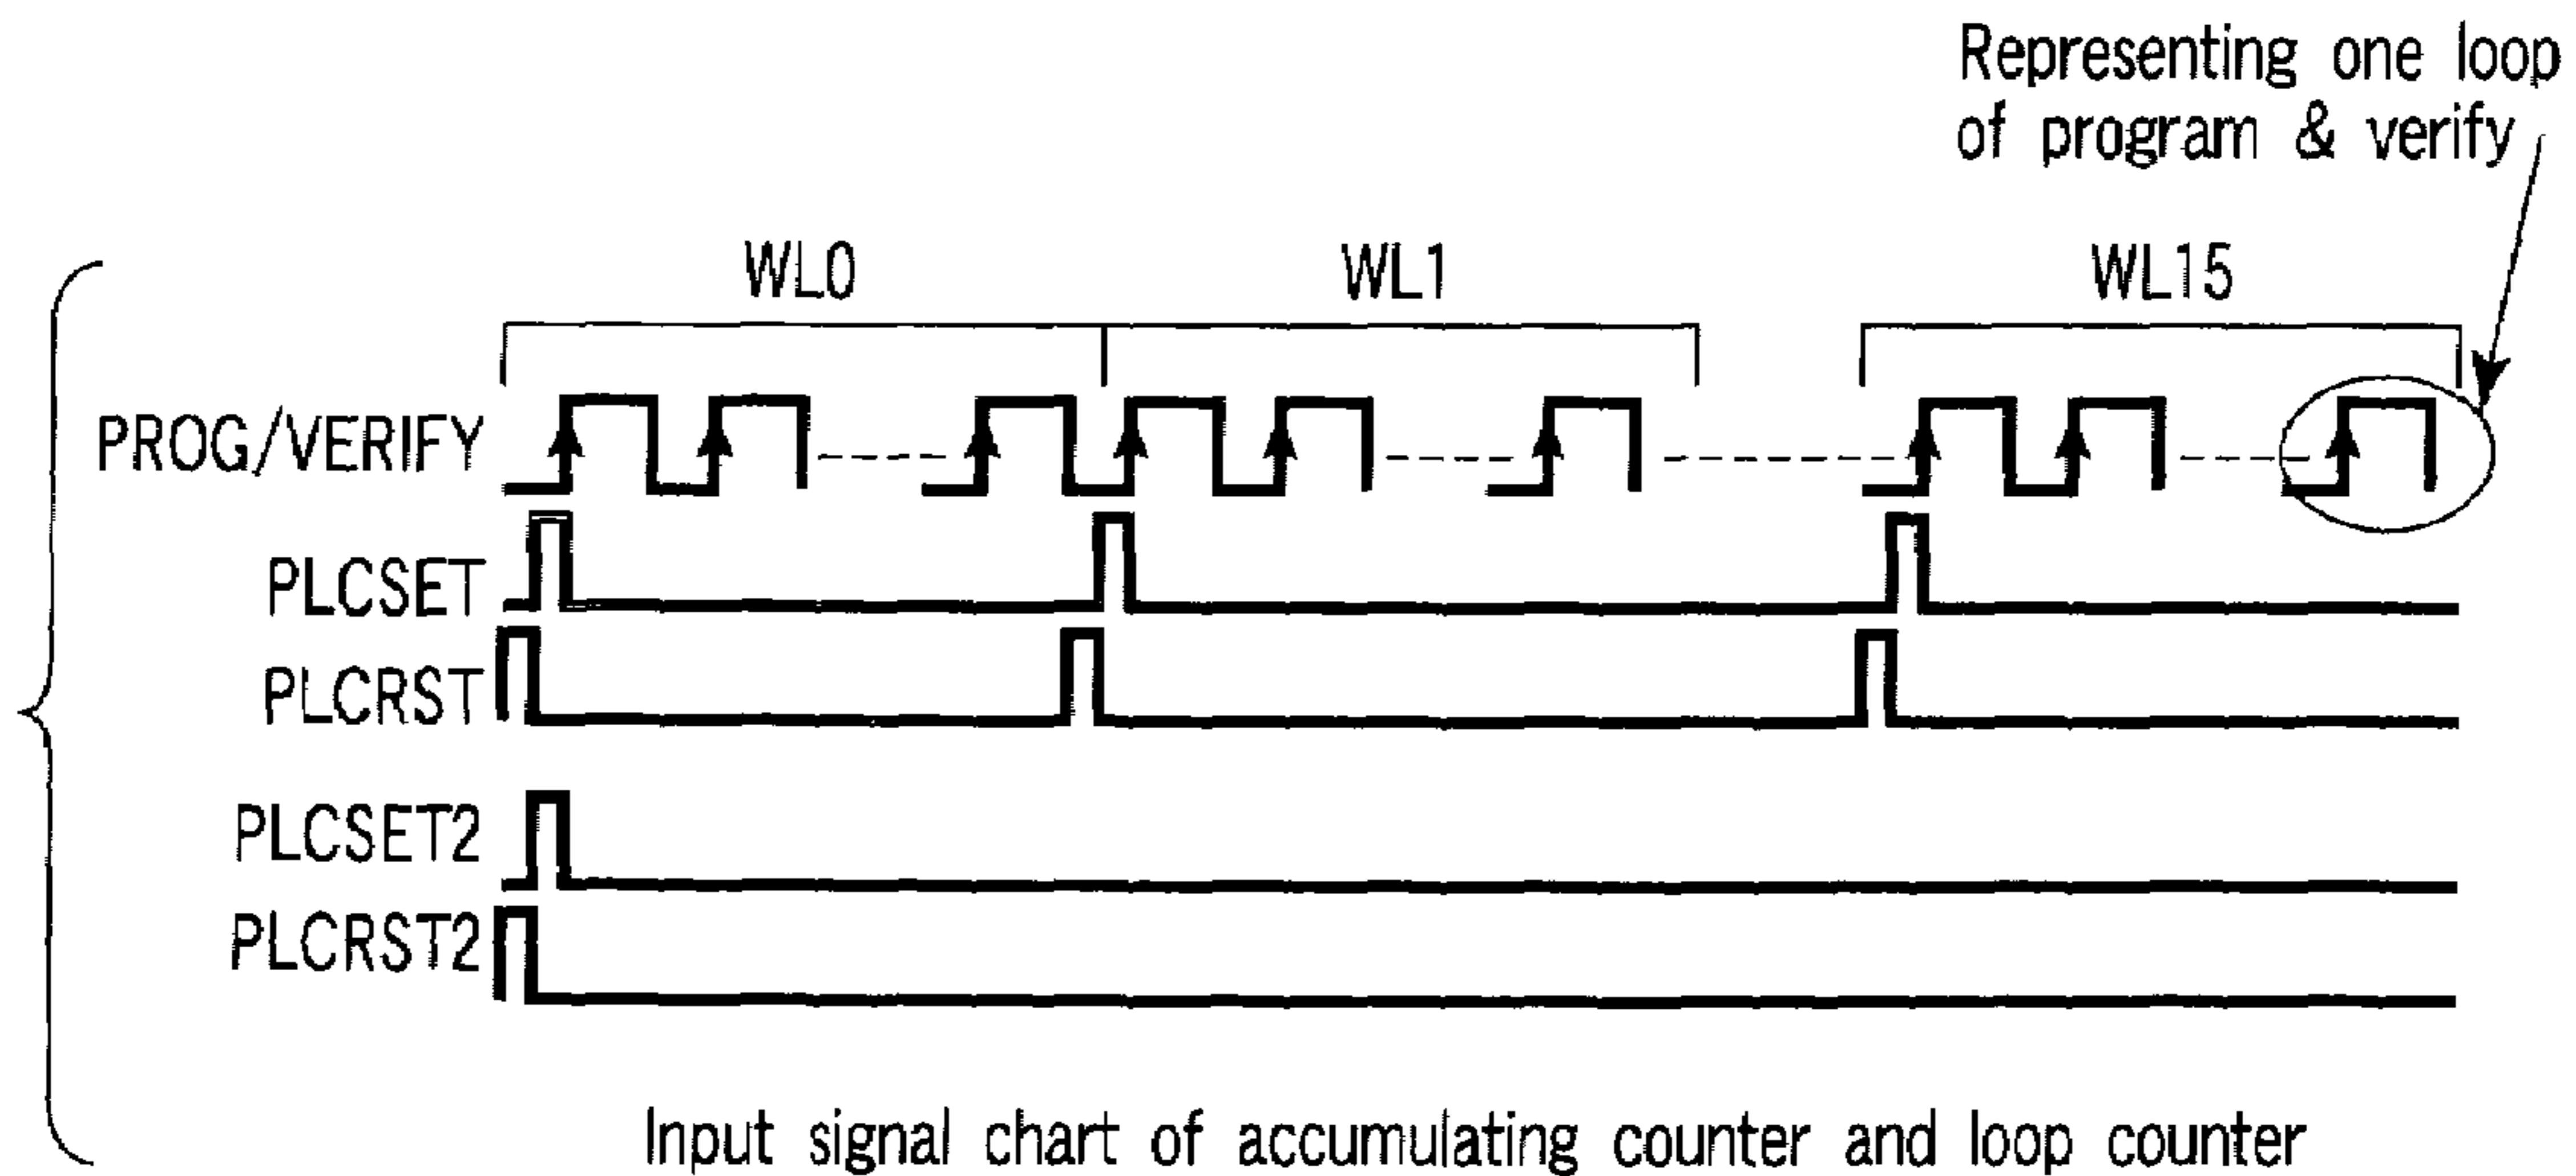 Representing one loop
of program & verify
WL0 WL1 WL15
PROG/VERIFY
PLCSET
PLCRST
PLCSET2
PLCRST2
Input signal chart of accumulating counter and loop counter